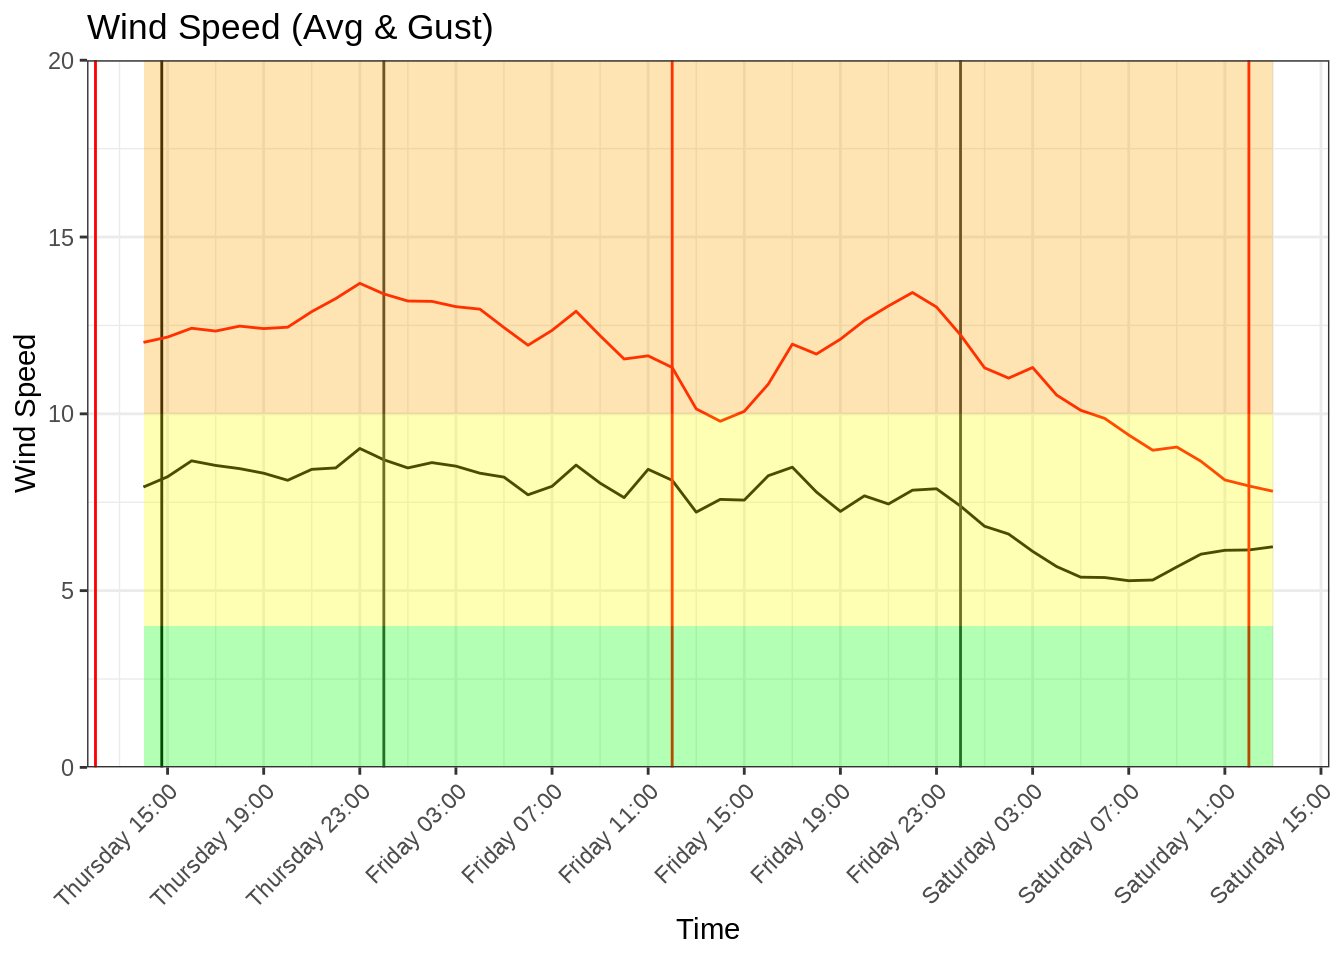 Wind Speed (Avg & Gust)
20
15
10
5
0
Wind Speed
Thursday 15:00
Thursday 19:00
Thursday 23:00
Friday 03:00
Friday 07:00
Friday 11:00
Friday 15:00
Friday 19:00
Friday 23:00
Saturday 03:00
Saturday 07:00
Saturday 11:00
Saturday 15:00
Time